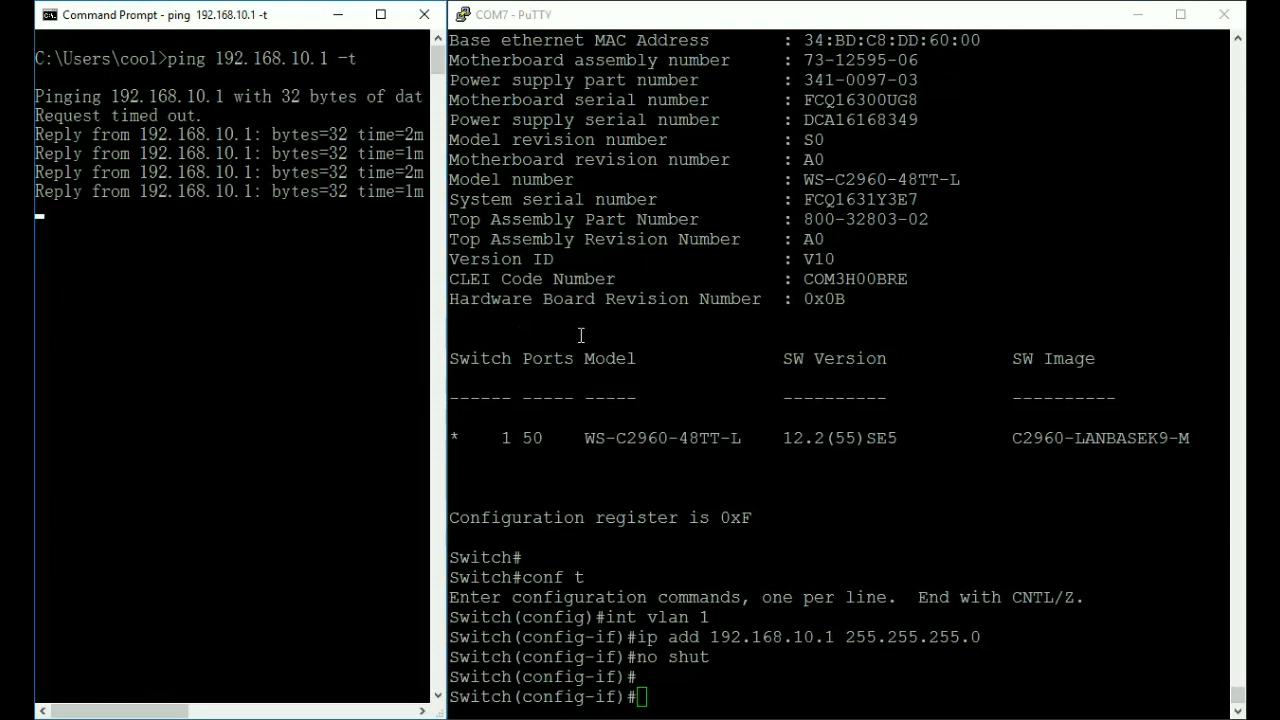 Command Prompt - ping  192.168.10.1 -t
C:\Users\cool>ping 192.168.10.1 -t
Pinging 192.168.10.1 with 32 bytes of dat
Request timed out.
Reply from 192.168.10.1: bytes=32 time=2m
Reply from 192.168.10.1: bytes=32 time=1m
Reply from 192.168.10.1: bytes=32 time=2m
Reply from 192.168.10.1: bytes=32 time=1m
COM7 - PuTTY
Base ethernet MAC Address       : 34:BD:C8:DD:60:00
Motherboard assembly number     : 73-12595-06
Power supply part number        : 341-0097-03
Motherboard serial number       : FCQ16300UG8
Power supply serial number      : DCA16168349
Model revision number           : S0
Motherboard revision number     : A0
Model number                    : WS-C2960-48TT-L
System serial number            : FCQ1631Y3E7
Top Assembly Part Number        : 800-32803-02
Top Assembly Revision Number    : A0
Version ID                      : V10
CLEI Code Number                : COM3H00BRE
Hardware Board Revision Number  : 0x0B
Switch Ports Model              SW Version            SW Image
------ ----- -----              ----------            ----------
*    1 50    WS-C2960-48TT-L    12.2(55)SE5           C2960-LANBASEK9-M
Configuration register is 0xF
Switch#
Switch#conf t
Enter configuration commands, one per line.  End with CNTL/Z.
Switch(config)#int vlan 1
Switch(config-if)#ip add 192.168.10.1 255.255.255.0
Switch(config-if)#no shut
Switch(config-if)#
Switch(config-if)#